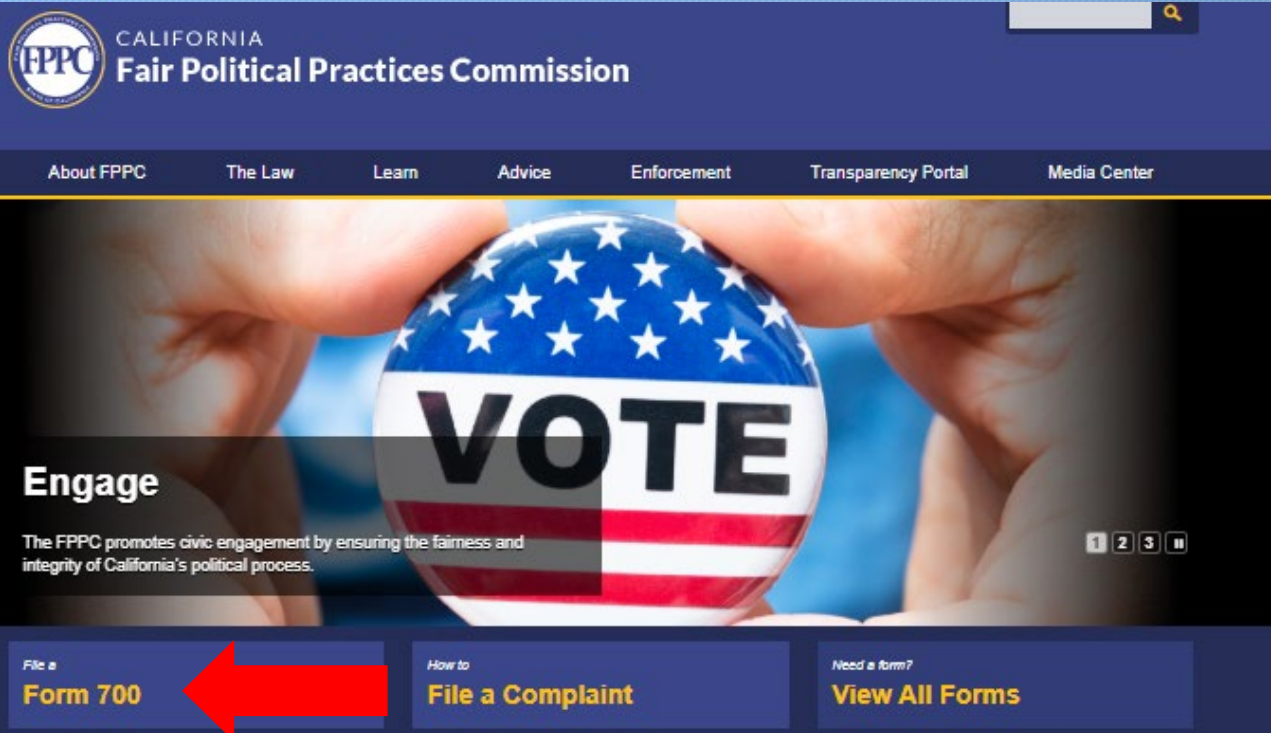 FPPC
CALIFORNIA
Fair Political Practices Commission
About FPPC The Law Learn Advice Enforcement Transparency Portal Media Center
VOTE
Engage
The FPPC promotes civic engagement by ensuring the fairness and
integrity of California's political process.
1 2 3
File a
Form 700
How to
File a Complaint
Need a form?
View All Forms